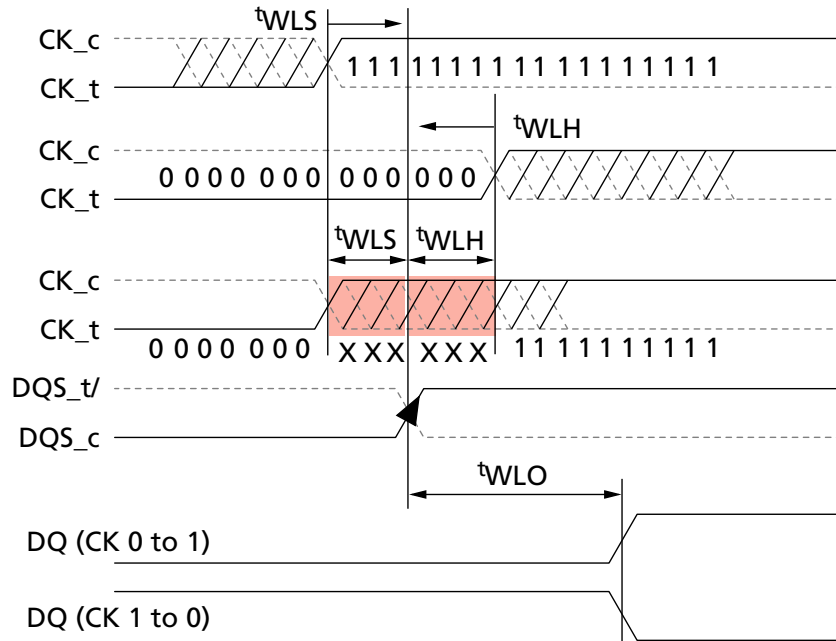 tWLS
CK_c
1 1 1 1 1 1 1 1 1 1 1 1 1 1 1 1 1
CK_t
tWLH
CK_c
0 0 0 0 0 0 0 0 0 0 0 0 0
CK_t
tWLS tWLH
CK_c
CK_t
0 0 0 0 0 0 0 X X X X X X 1 1 1 1 1 1 1 1 1
DQS_t/
DQS_c
tWLO
DQ (CK 0 to 1)
DQ (CK 1 to 0)